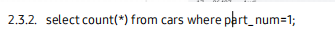 2.3.2. select count(*) from cars where part_num=1;